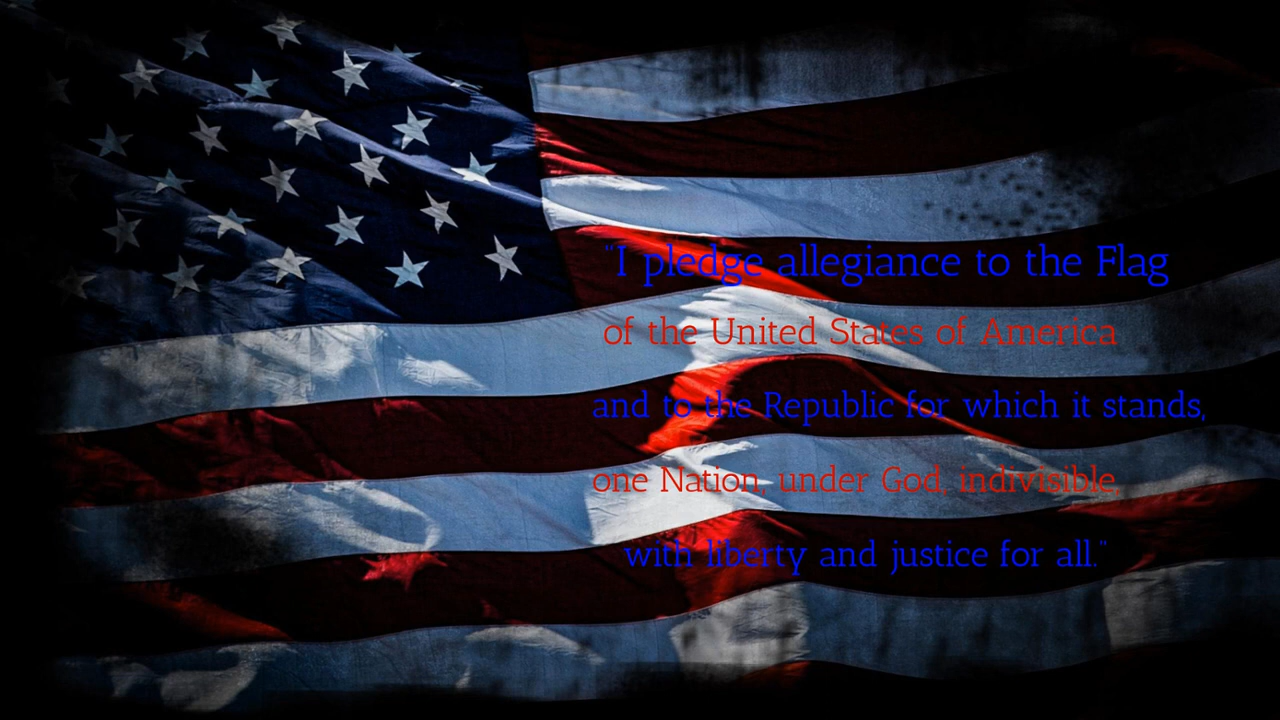 "I pledge allegiance to the Flag
of the United States of America
and to the Republic for which it stands,
one Nation, under God, indivisible,
with liberty and justice for all."